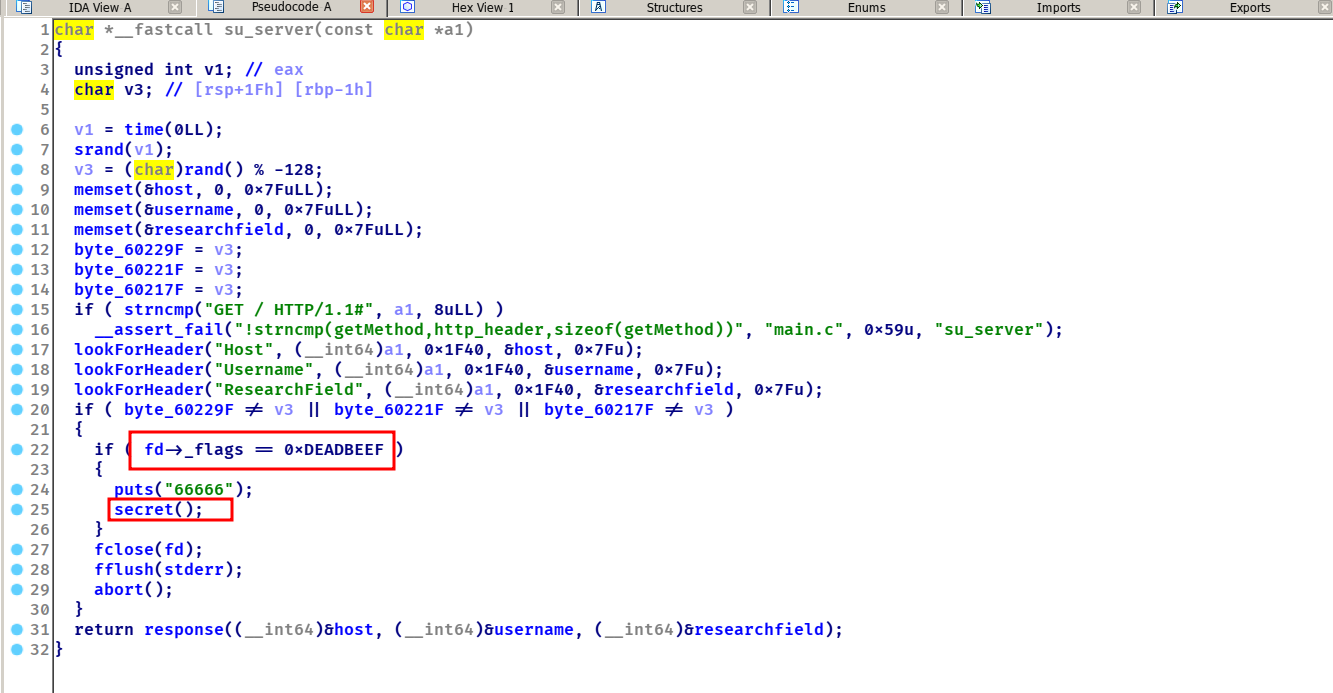 IDA View A Pseudocode A Hex View 1 Structures Enums Imports Exports
1 char *__fastcall su_server(const char *a1)
2 {
3 unsigned int v1; // eax
4 char v3; // [rsp+1Fh] [rbp-1h]
5
6 v1 = time(0LL);
7 srand(v1);
8 v3 = (char)rand() % -128;
9 memset(&host, 0, 0×7FuLL);
10 memset(&username, 0, 0×7FuLL);
11 memset(&researchfield, 0, 0×7FuLL);
12 byte_60229F = v3;
13 byte_60221F = v3;
14 byte_60217F = v3;
15 if ( strncmp("GET / HTTP/1.1#", a1, 8uLL) )
16 __assert_fail("!strncmp(getMethod,http_header,sizeof(getMethod))", "main.c", 0×59u, "su_server");
17 lookForHeader("Host", (__int64)a1, 0×1F40, &host, 0×7Fu);
18 lookForHeader("Username", (__int64)a1, 0×1F40, &username, 0×7Fu);
19 lookForHeader("ResearchField", (__int64)a1, 0×1F40, &researchfield, 0×7Fu);
20 if ( byte_60229F ≠ v3 || byte_60221F ≠ v3 || byte_60217F ≠ v3 )
21 {
22 if ( fd→_flags == 0×DEADBEEF )
23 {
24 puts("66666");
25 secret();
26 }
27 fclose(fd);
28 fflush(stderr);
29 abort();
30 }
31 return response((__int64)&host, (__int64)&username, (__int64)&researchfield);
32 }